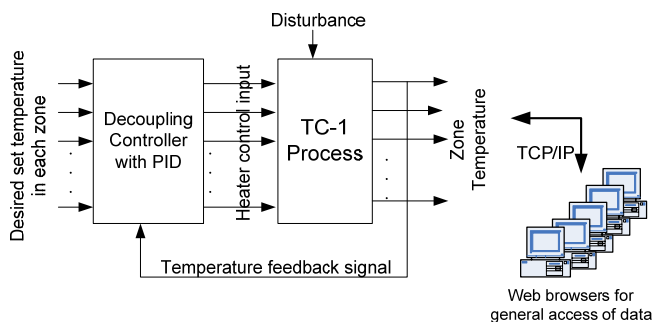 Disturbance
Desired set temperature
in each zone
Decoupling
Controller
with PID
Heater control input
TC-1
Process
Zone
Temperature
TCP/IP
Temperature feedback signal
Web browsers for
general access of data